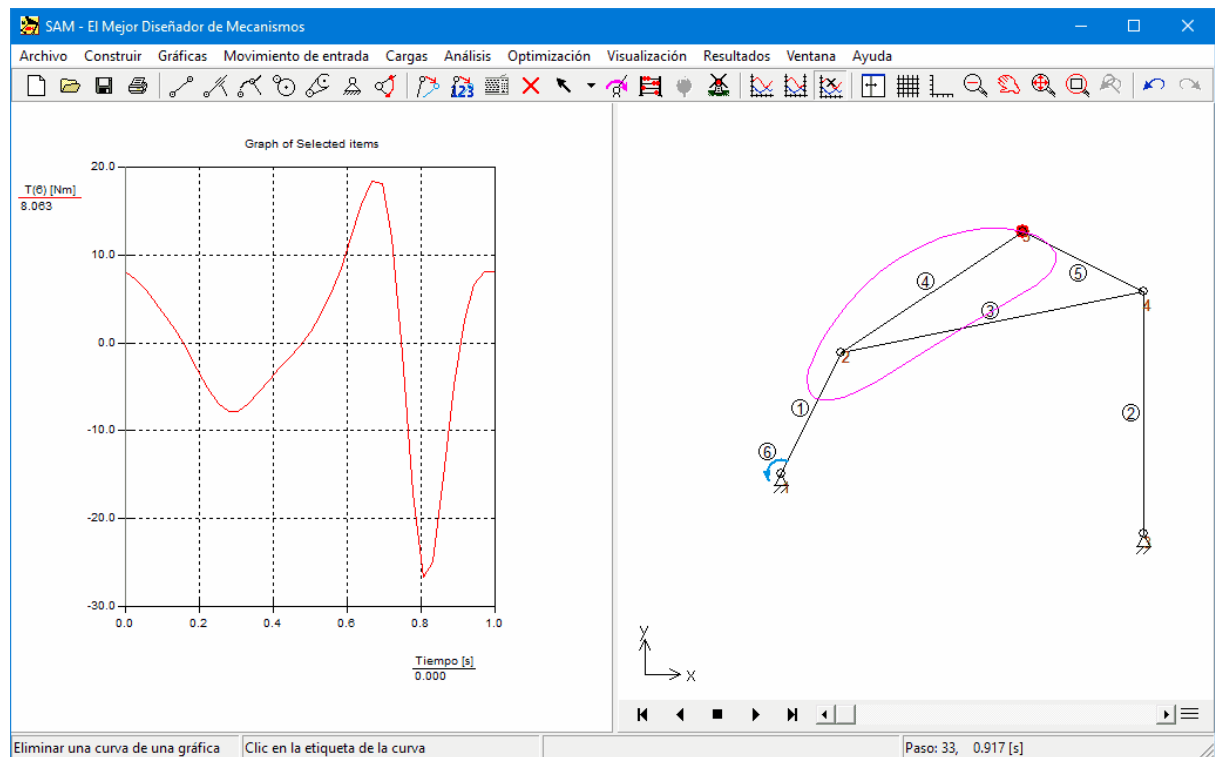 SAM - El Mejor Diseñador de Mecanismos
Archivo Construir Gráficas Movimiento de entrada Cargas Análisis Optimización Visualización Resultados Ventana Ayuda
123
Graph of Selected items
T(6) [Nm]
8.063
20.0
10.0
0.0
-10.0
-20.0
-30.0
0.0 0.2 0.4 0.6 0.8 1.0
Tiempo [s]
0.000
5
4
5
3
4
2
1
2
6
1
3
y
x
Eliminar una curva de una gráfica Clic en la etiqueta de la curva Paso: 33, 0.917 [s]